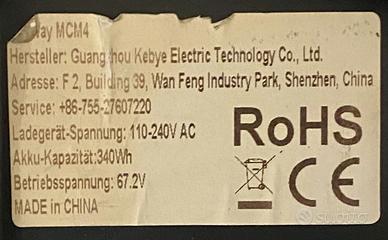 way MCM4
Hersteller: Guangzhou Kebye Electric Technology Co., Ltd.
Adresse: F 2, Building 39, Wan Feng Industry Park, Shenzhen, China
Service: +86-755-27607220
Ladegerät-Spannung: 110-240V AC
Akku-Kapazität:340Wh
Betriebsspannung: 67.2V
MADE in CHINA
RoHS
CE
subito